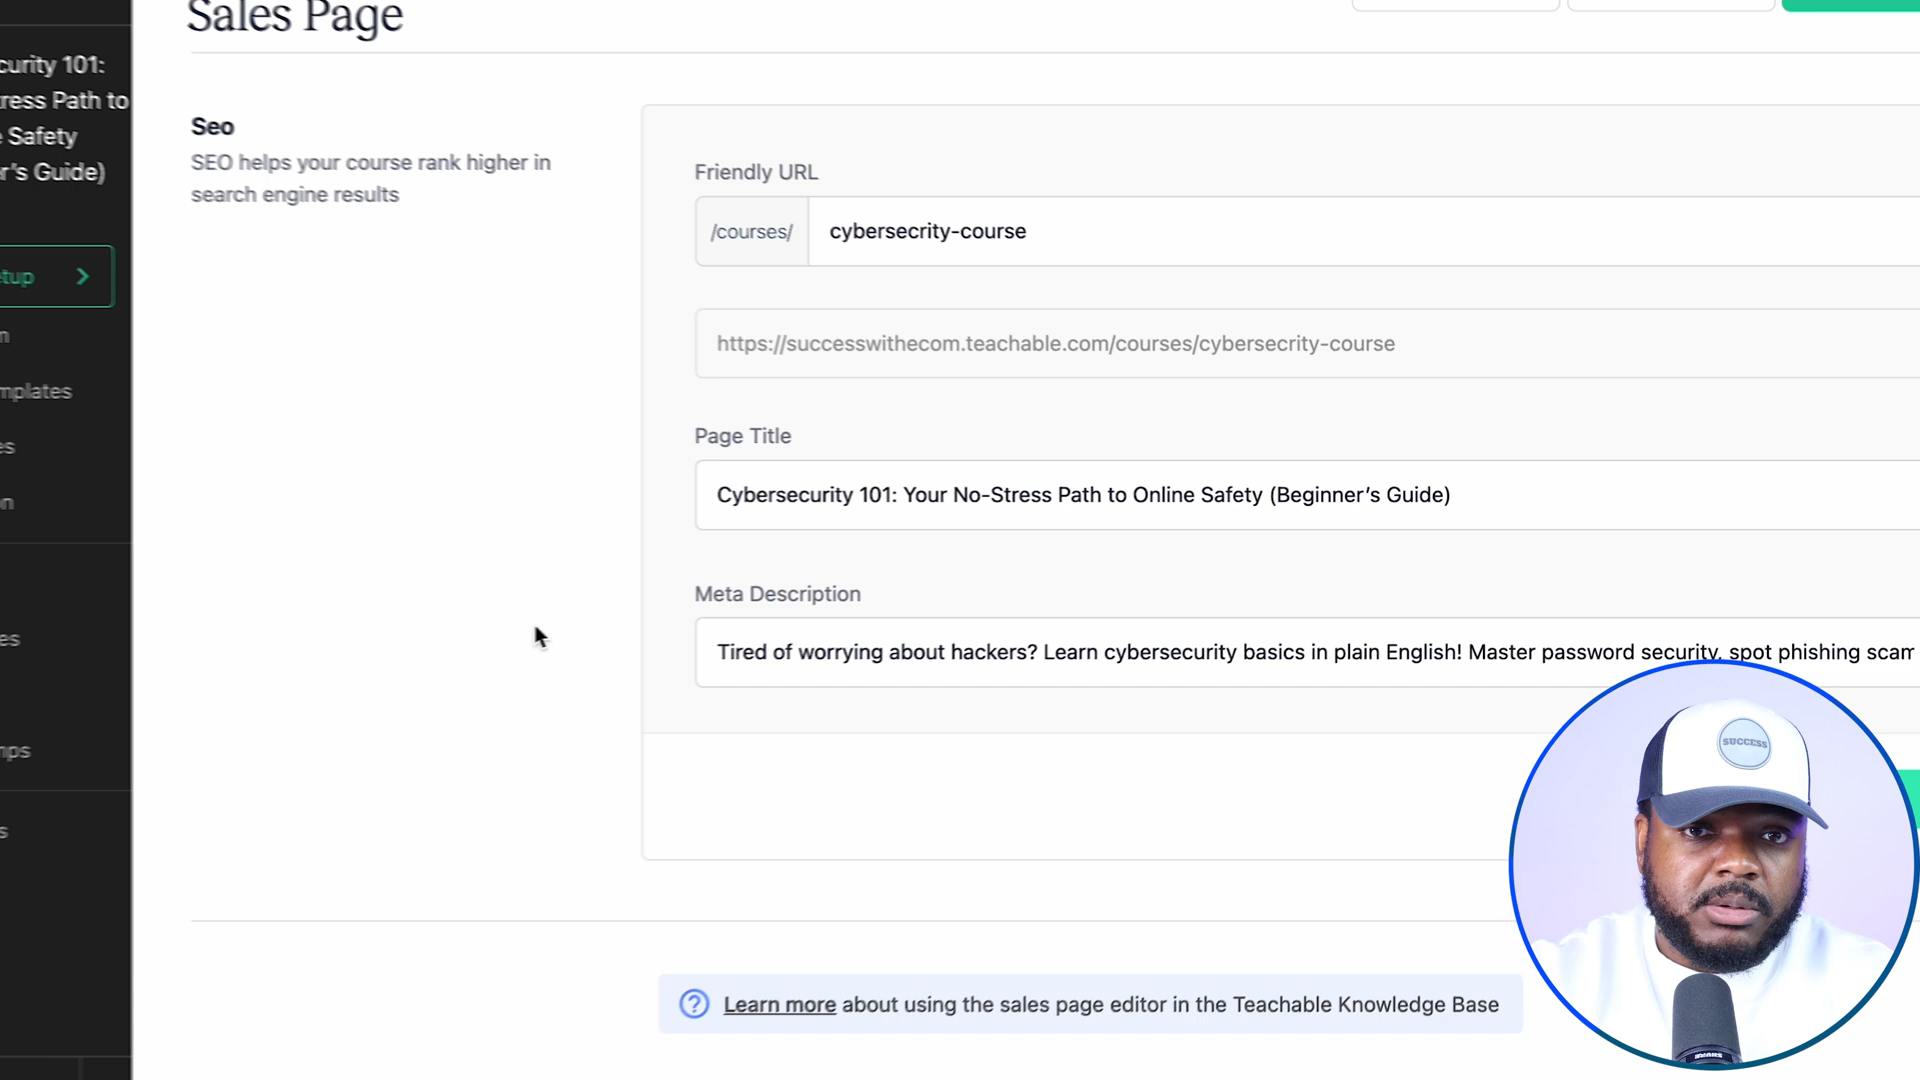 Sales Page
curity 101:
ress Path to
Safety
r's Guide)
tup
mplates
es
on
es
mps
s
Seo
SEO helps your course rank higher in
search engine results
Friendly URL
/courses/ cybersecrity-course
https://successwithecom.teachable.com/courses/cybersecrity-course
Page Title
Cybersecurity 101: Your No-Stress Path to Online Safety (Beginner's Guide)
Meta Description
Tired of worrying about hackers? Learn cybersecurity basics in plain English! Master password security, spot phishing scam
SUCCESS
Learn more about using the sales page editor in the Teachable Knowledge Base